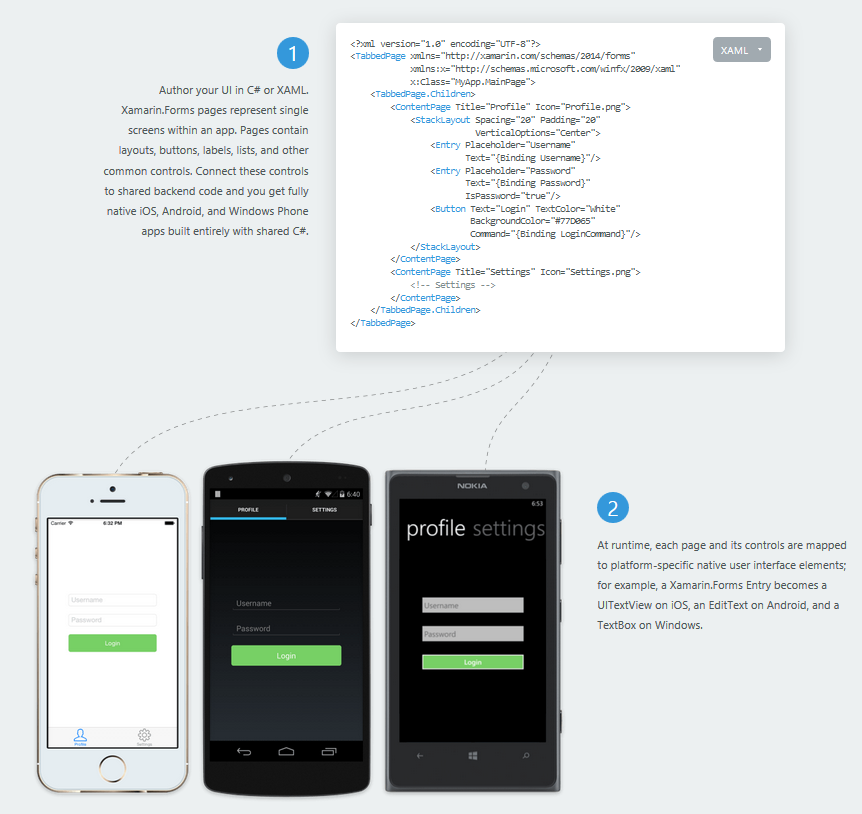 1
Author your UI in C# or XAML.
Xamarin.Forms pages represent single
screens within an app. Pages contain
layouts, buttons, labels, lists, and other
common controls. Connect these controls
to shared backend code and you get fully
native iOS, Android, and Windows Phone
apps built entirely with shared C#.
XAML
<?xml version="1.0" encoding="UTF-8"?>
<TabbedPage xmlns="http://xamarin.com/schemas/2014/forms"
xmlns:x="http://schemas.microsoft.com/winfx/2009/xaml"
x:Class="MyApp.MainPage">
<TabbedPage.Children>
<ContentPage Title="Profile" Icon="Profile.png">
<StackLayout Spacing="20" Padding="20"
VerticalOptions="Center">
<Entry Placeholder="Username"
Text="{Binding Username}"/>
<Entry Placeholder="Password"
Text="{Binding Password}"
IsPassword="true"/>
<Button Text="Login" TextColor="White"
BackgroundColor="#77D065"
Command="{Binding LoginCommand}"/>
</StackLayout>
</ContentPage>
<ContentPage Title="Settings" Icon="Settings.png">
<!-- Settings -->
</ContentPage>
</TabbedPage.Children>
</TabbedPage>
Carrier 6:32 PM
Username
Password
Login
Profile Settings
6:40
PROFILE SETTINGS
Username
Password
Login
NOKIA
6:53
profile settings
Username
Password
Login
2
At runtime, each page and its controls are mapped
to platform-specific native user interface elements;
for example, a Xamarin.Forms Entry becomes a
UITextView on iOS, an EditText on Android, and a
TextBox on Windows.